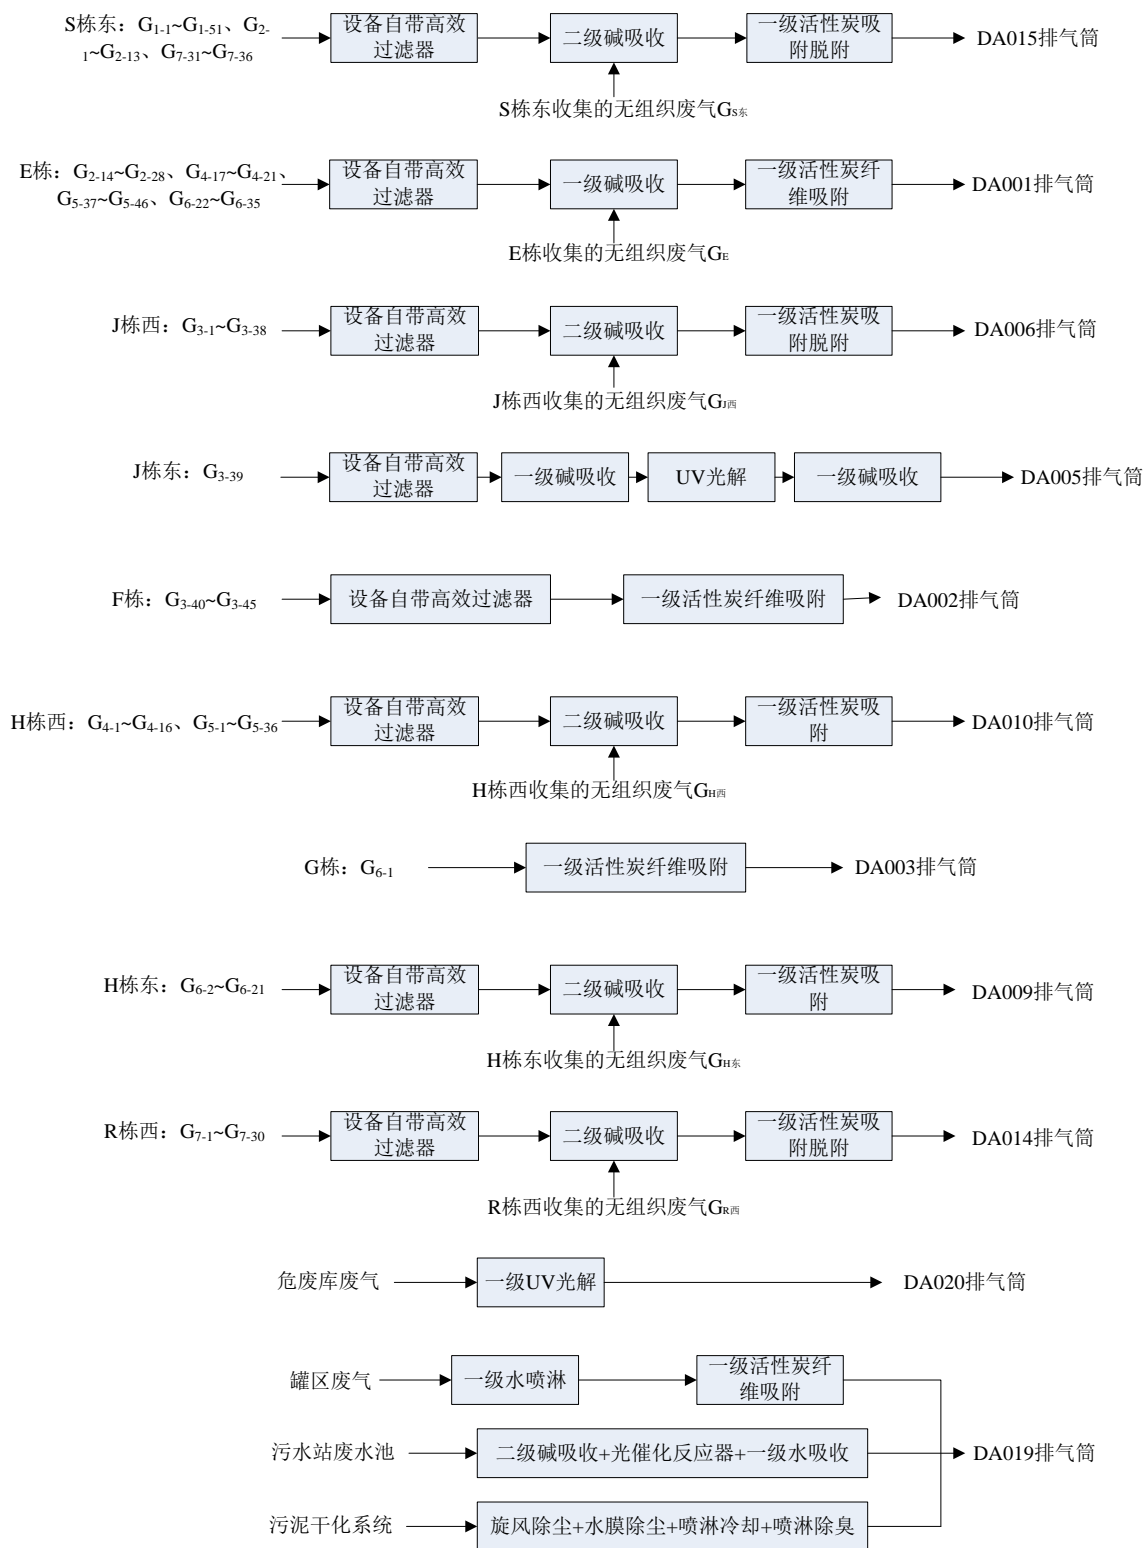 S栋东：G1-1~G1-51、G2-
1~G2-13、G7-31~G7-36
设备自带高效
过滤器
二级碱吸收
一级活性炭吸
附脱附
DA015排气筒
S栋东收集的无组织废气GS东
E栋：G2-14~G2-28、G4-17~G4-21、
G5-37~G5-46、G6-22~G6-35
设备自带高效
过滤器
一级碱吸收
一级活性炭纤
维吸附
DA001排气筒
E栋收集的无组织废气GE
J栋西：G3-1~G3-38
设备自带高效
过滤器
二级碱吸收
一级活性炭吸
附脱附
DA006排气筒
J栋西收集的无组织废气GJ西
J栋东：G3-39
设备自带高效
过滤器
一级碱吸收
UV光解
一级碱吸收
DA005排气筒
F栋：G3-40~G3-45
设备自带高效过滤器
一级活性炭纤维吸附
DA002排气筒
H栋西：G4-1~G4-16、G5-1~G5-36
设备自带高效
过滤器
二级碱吸收
一级活性炭吸
附
DA010排气筒
H栋西收集的无组织废气GH西
G栋：G6-1
一级活性炭纤维吸附
DA003排气筒
H栋东：G6-2~G6-21
设备自带高效
过滤器
二级碱吸收
一级活性炭吸
附
DA009排气筒
H栋东收集的无组织废气GH东
R栋西：G7-1~G7-30
设备自带高效
过滤器
二级碱吸收
一级活性炭吸
附脱附
DA014排气筒
R栋西收集的无组织废气GR西
危废库废气
一级UV光解
DA020排气筒
罐区废气
一级水喷淋
一级活性炭纤
维吸附
污水站废水池
二级碱吸收+光催化反应器+一级水吸收
DA019排气筒
污泥干化系统
旋风除尘+水膜除尘+喷淋冷却+喷淋除臭